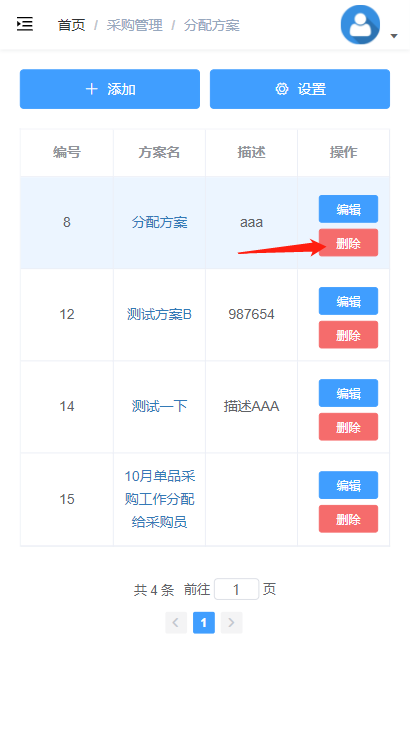 首页 / 采购管理 / 分配方案
添加 设置
编号 方案名 描述 操作
8 分配方案 aaa 编辑
删除
12 测试方案B 987654 编辑
删除
14 测试一下 描述AAA 编辑
删除
15 10月单品采
购工作分配
给采购员
编辑
删除
共 4 条 前往 1 页
1